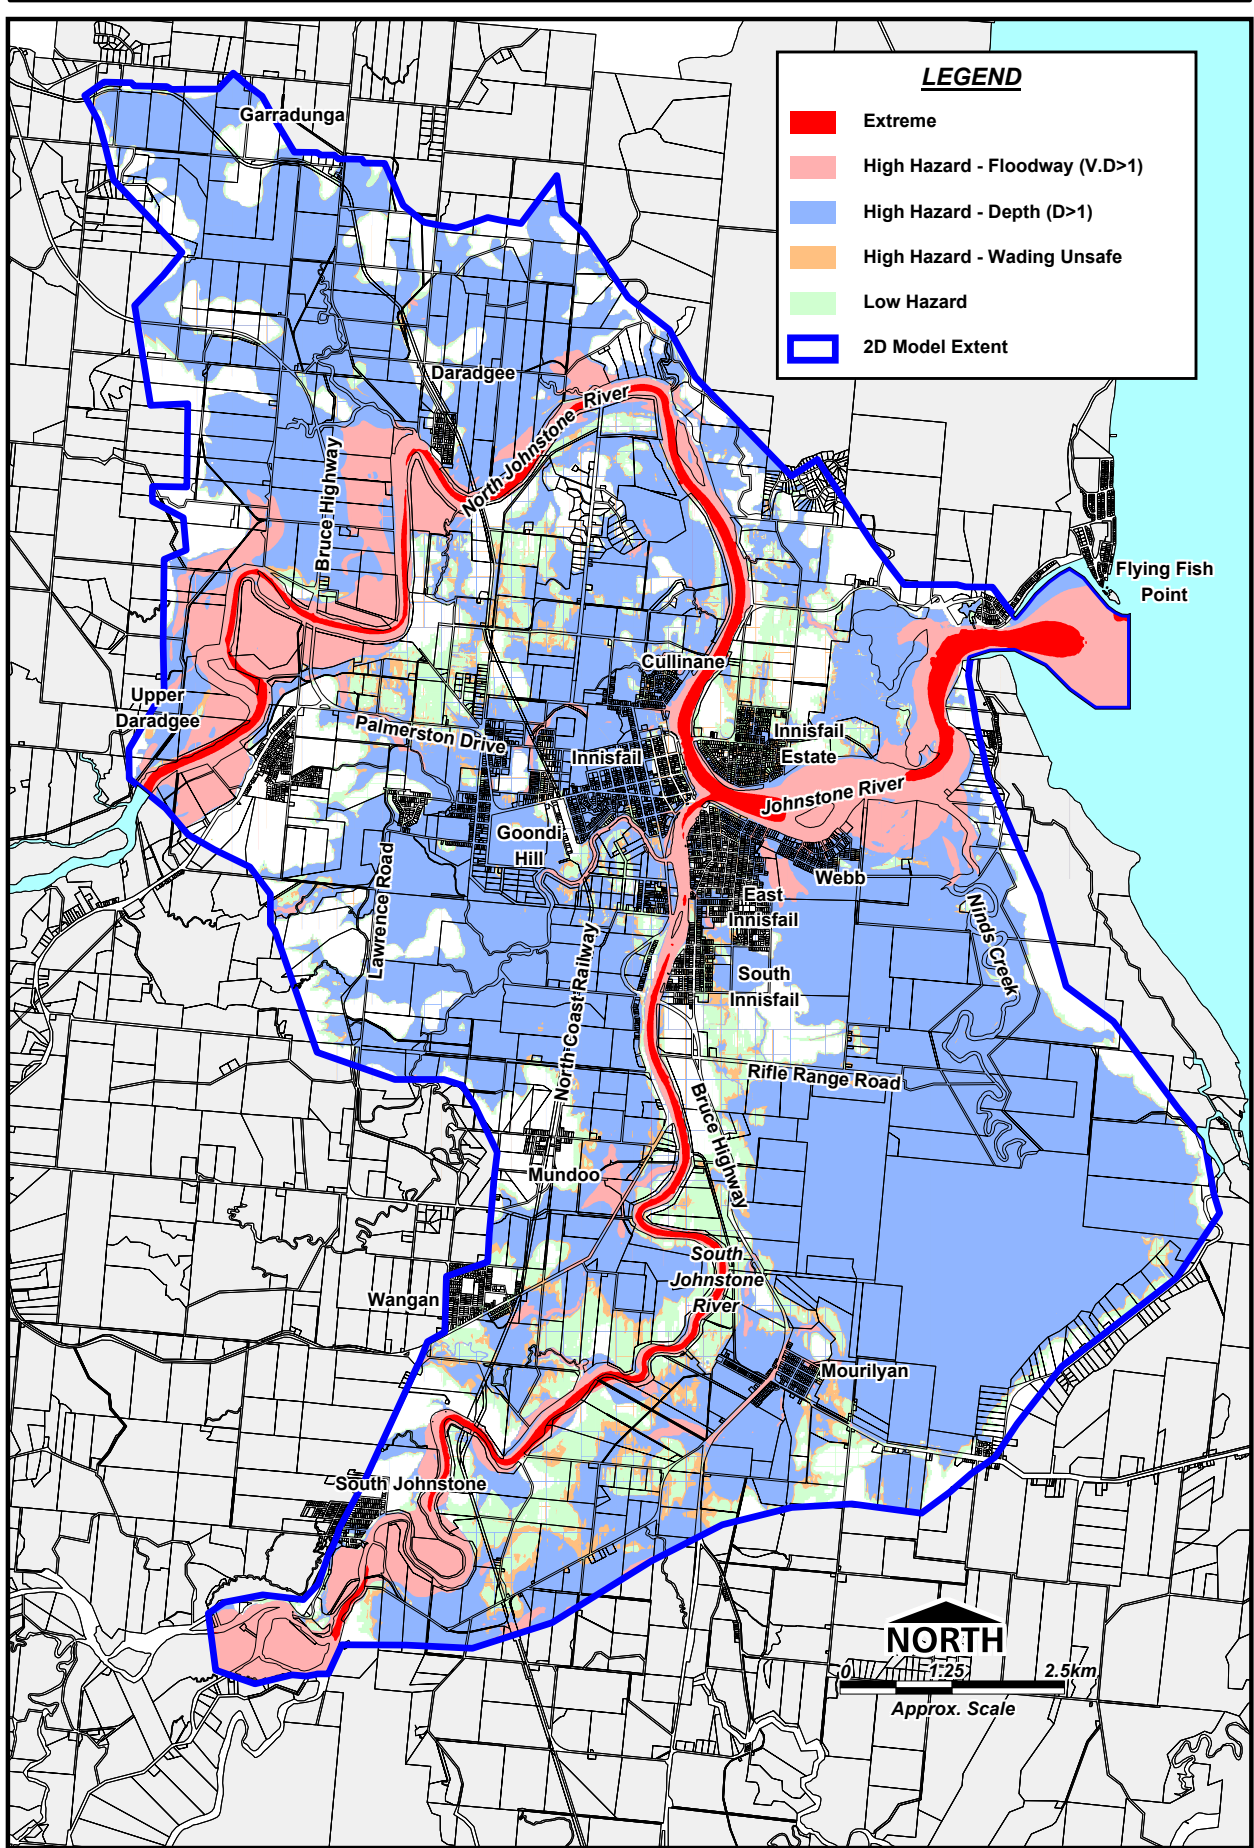 LEGEND
Extreme
High Hazard - Floodway (V.D>1)
High Hazard - Depth (D>1)
High Hazard - Wading Unsafe
Low Hazard
2D Model Extent
Garradunga
Daradgee
North Johnstone River
Bruce Highway
Flying Fish
Point
Cullinane
Upper
Daradgee
Palmerston Drive
Innisfail
Innisfail
Estate
Johnstone River
Goondi
Hill
Webb
Lawrence Road
East
Innisfail
Ninds Creek
North Coast Railway
South
Innisfail
Rifle Range Road
Bruce Highway
Mundoo
South
Johnstone
River
Wangan
Mourilyan
South Johnstone
NORTH
0 1.25 2.5km
Approx. Scale